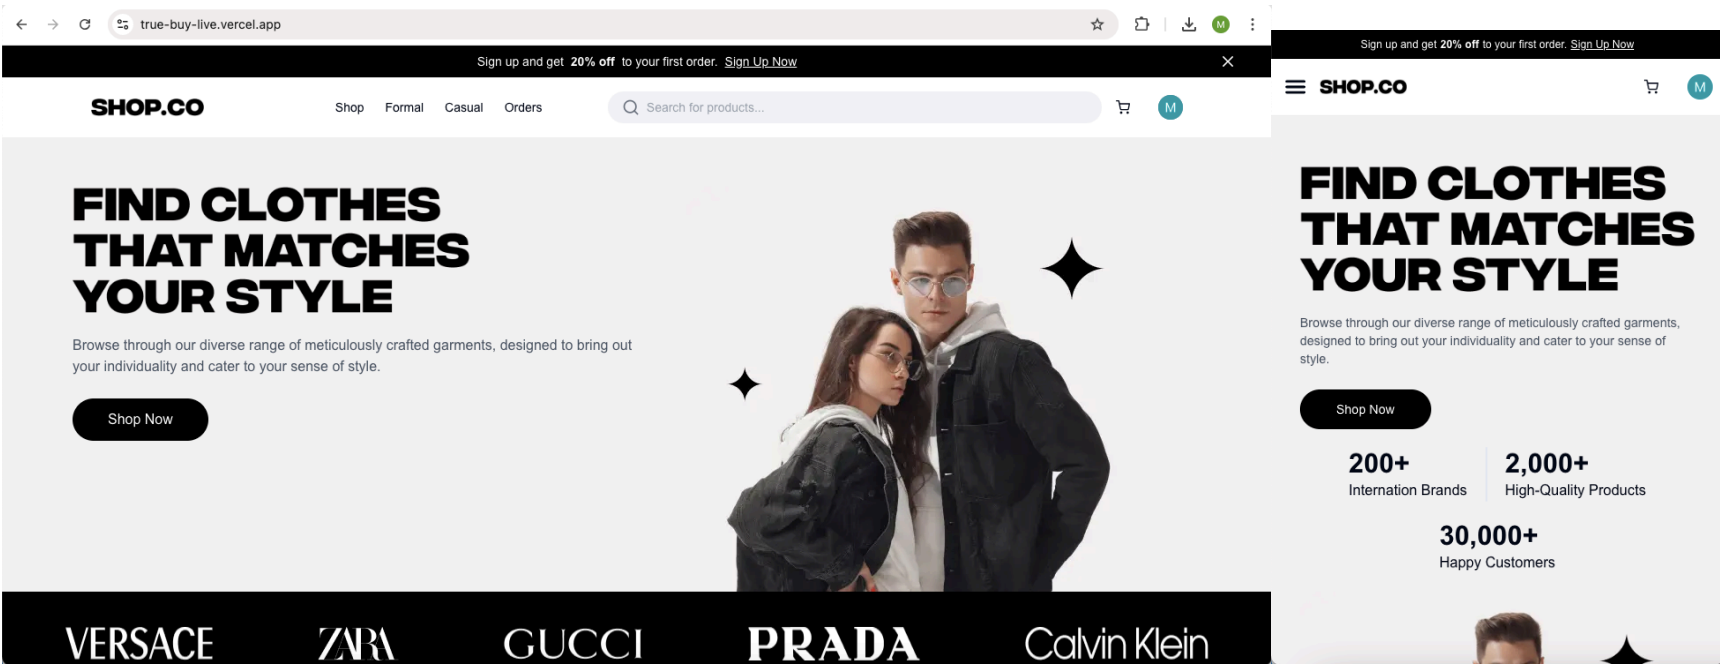 true-buy-live.vercel.app
M
Sign up and get 20% off to your first order. Sign Up Now
SHOP.CO
Shop Formal Casual Orders
Search for products...
M
FIND CLOTHES
THAT MATCHES
YOUR STYLE
Browse through our diverse range of meticulously crafted garments, designed to bring out
your individuality and cater to your sense of style.
Shop Now
VERSACE ZARA GUCCI PRADA Calvin Klein
Sign up and get 20% off to your first order. Sign Up Now
SHOP.CO
M
FIND CLOTHES
THAT MATCHES
YOUR STYLE
Browse through our diverse range of meticulously crafted garments,
designed to bring out your individuality and cater to your sense of
style.
Shop Now
200+ 2,000+
Internation Brands High-Quality Products
30,000+
Happy Customers